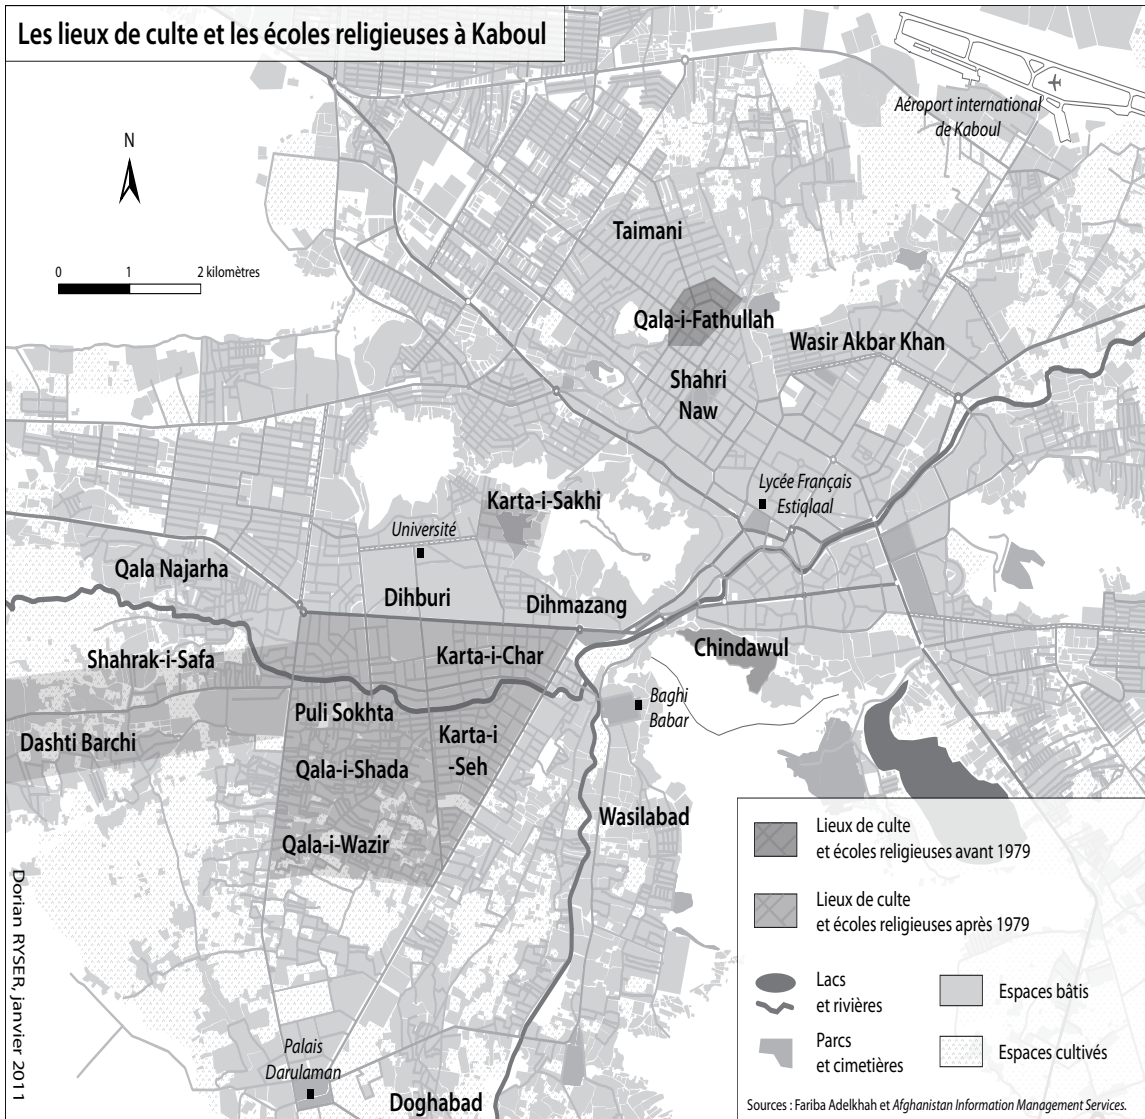 Les lieux de culte et les écoles religieuses à Kaboul
Aéroport international
de Kaboul
N
0 1 2 kilomètres
Taimani
Qala-i-Fathullah
Wasir Akbar Khan
Shahri
Naw
Lycée Français
Estiqlaal
Karta-i-Sakhi
Université
Qala Najarha
Dihburi
Dihmazang
Shahrak-i-Safa
Karta-i-Char
Chindawul
Baghi
Babar
Puli Sokhta
Dashti Barchi
Karta-i
-Seh
Qala-i-Shada
Wasilabad
Qala-i-Wazir
Palais
Darulaman
Doghabad
Lieux de culte
et écoles religieuses avant 1979
Lieux de culte
et écoles religieuses après 1979
Lacs
et rivières
Espaces bâtis
Parcs
et cimetières
Espaces cultivés
Sources : Fariba Adelkhah et Afghanistan Information Management Services.
Dorian RYSER, janvier 2011